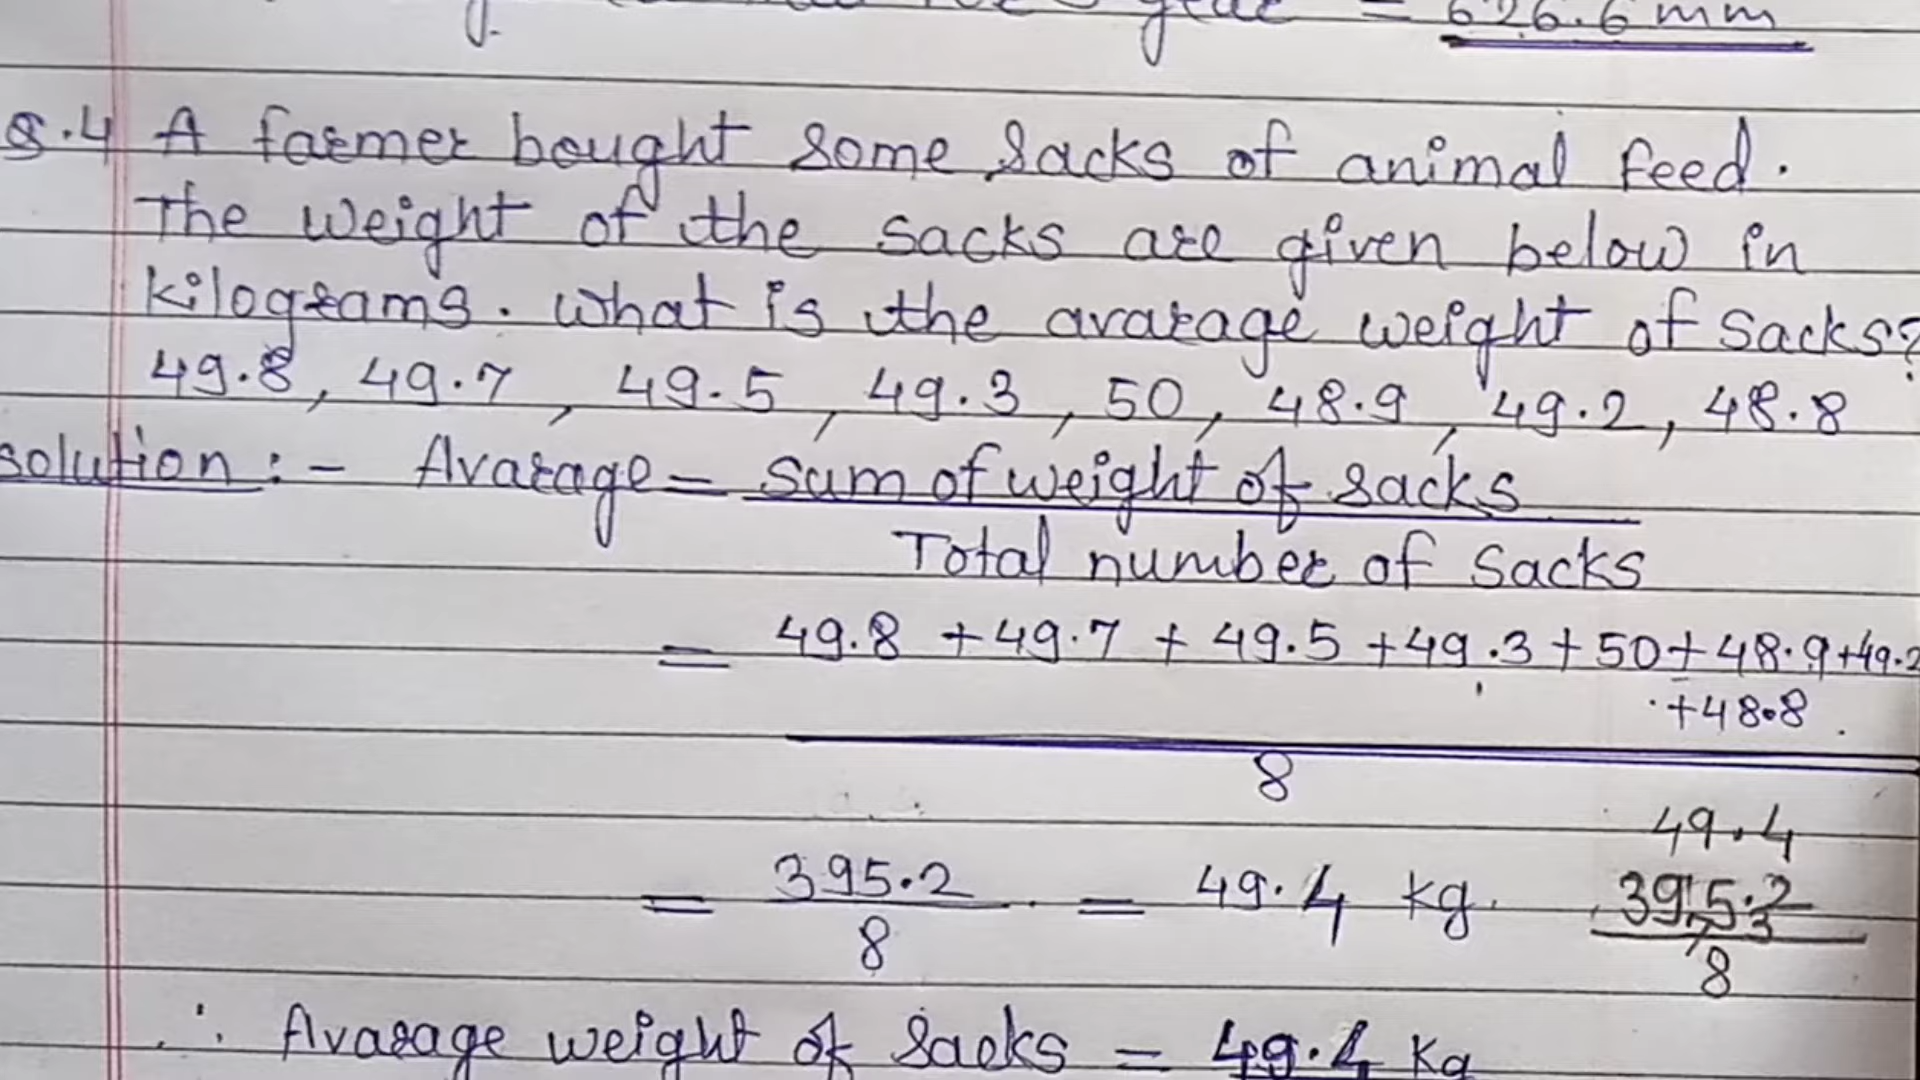 = 626.6 mm
Q.4 A farmer bought some sacks of animal feed.
The weight of the sacks are given below in
kilograms. what is the avarage weight of sacks?
49.8, 49.7, 49.5, 49.3, 50, 48.9, 49.2, 48.8
solution :- Avarage = Sum of weight of sacks
Total number of sacks
= 49.8 + 49.7 + 49.5 + 49.3 + 50 + 48.9 + 49.2
+ 48.8
8
49.4
= 395.2 = 49.4 kg. 395.2
8 8
∴ Avarage weight of sacks = 49.4 Kg